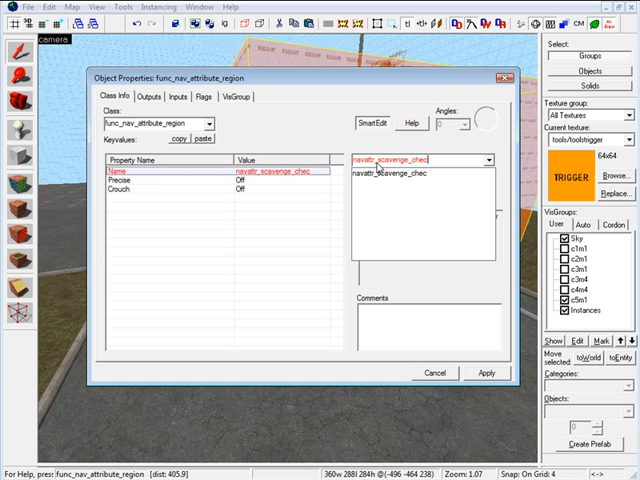 File Edit Map View Tools Instancing Window Help
camera
Object Properties: func_nav_attribute_region
Class Info Outputs Inputs Flags VisGroup
Class:
func_nav_attribute_region
Keyvalues: copy paste
SmartEdit Help
Angles:
0
Property Name Value
Name navattr_scavenge_chec
Precise Off
Crouch Off
navattr_scavenge_chec
navattr_scavenge_chec
Comments
Cancel Apply
Select:
Groups
Objects
Solids
Texture group:
All Textures
Current texture:
tools/toolstrigger
TRIGGER
64x64
Browse...
Replace...
VisGroups:
User Auto Cordon
Sky
c1m1
c2m1
c3m1
c3m4
c4m4
c5m1
Instances
Show Edit Mark
Move selected:
toWorld toEntity
Categories:
Objects:
0
Create Prefab
For Help, press func_nav_attribute_region [dist: 405.9] 360w 288l 284h @(-496 -464 238) Zoom: 1.07 Snap: On Grid: 4 <->